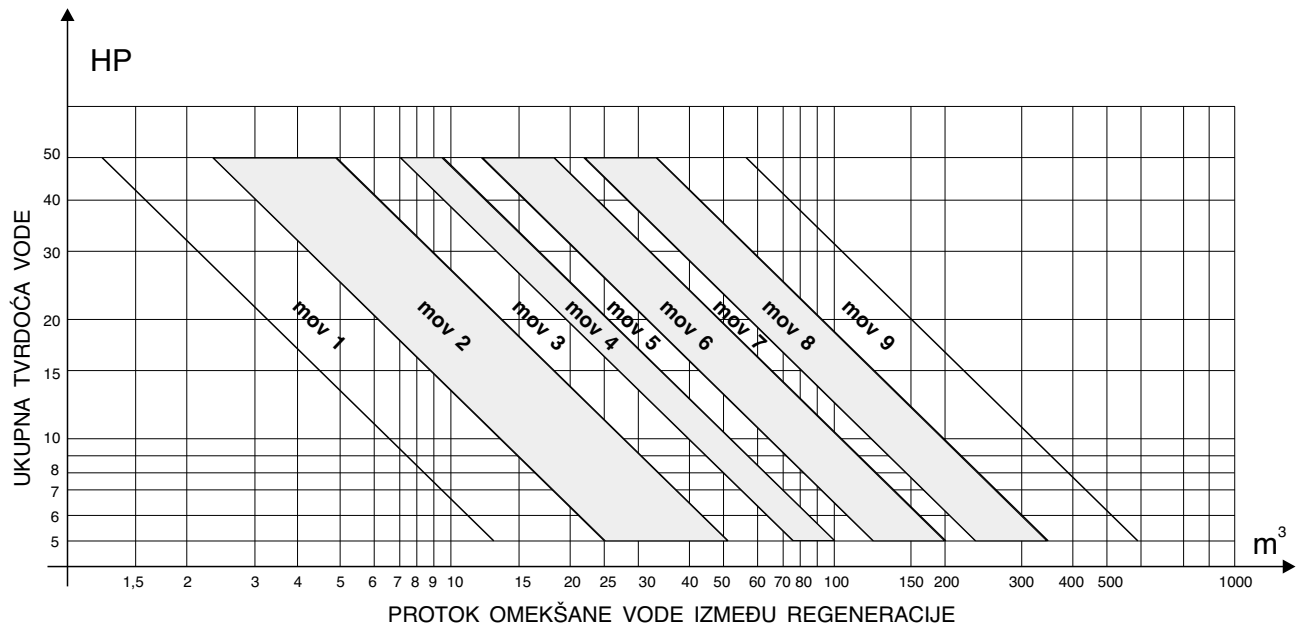 HP
UKUPNA TVRDOĆA VODE
50
40
30
20
15
10
8
7
6
5
mov 1
mov 2
mov 3
mov 4
mov 5
mov 6
mov 7
mov 8
mov 9
m³
1,5 2 3 4 5 6 7 8 9 10 15 20 25 30 40 50 60 70 80 100 150 200 300 400 500 1000
PROTOK OMEKŠANE VODE IZMEĐU REGENERACIJE